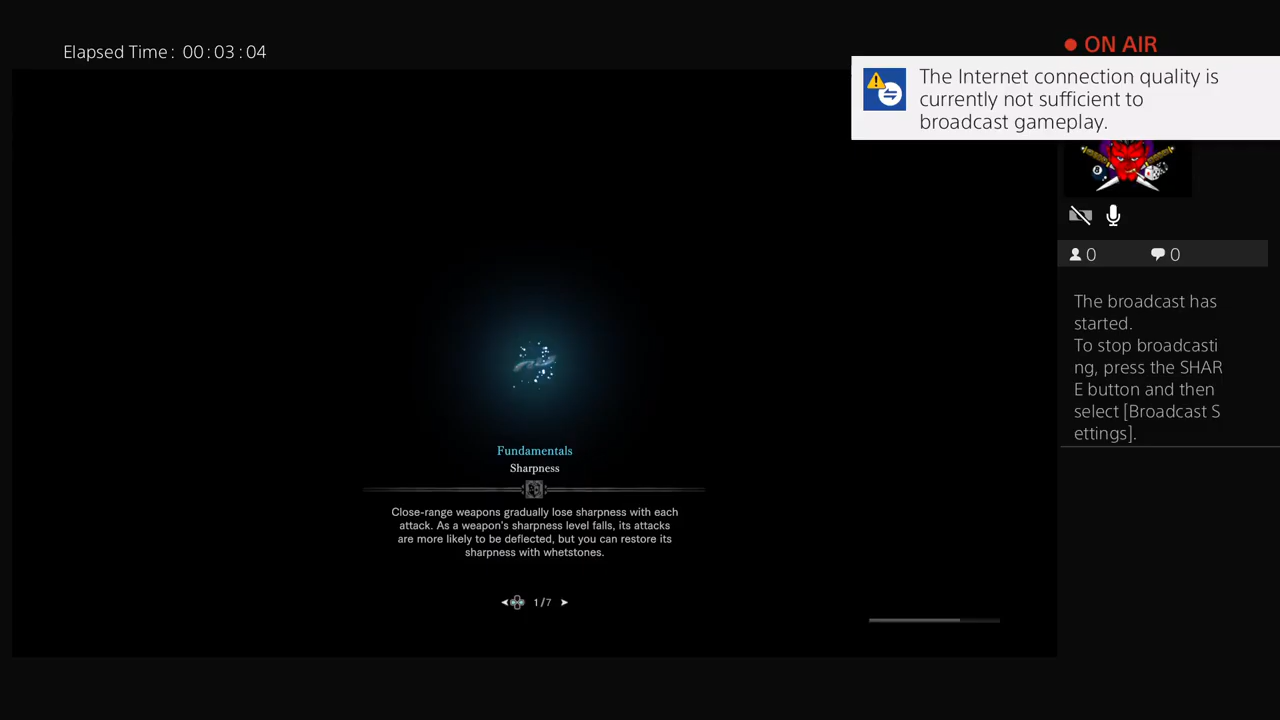 Elapsed Time: 00:03:04
ON AIR
The Internet connection quality is
currently not sufficient to
broadcast gameplay.
0
0
The broadcast has
started.
To stop broadcasti
ng, press the SHAR
E button and then
select [Broadcast S
ettings].
Fundamentals
Sharpness
Close-range weapons gradually lose sharpness with each
attack. As a weapon's sharpness level falls, its attacks
are more likely to be deflected, but you can restore its
sharpness with whetstones.
1/7